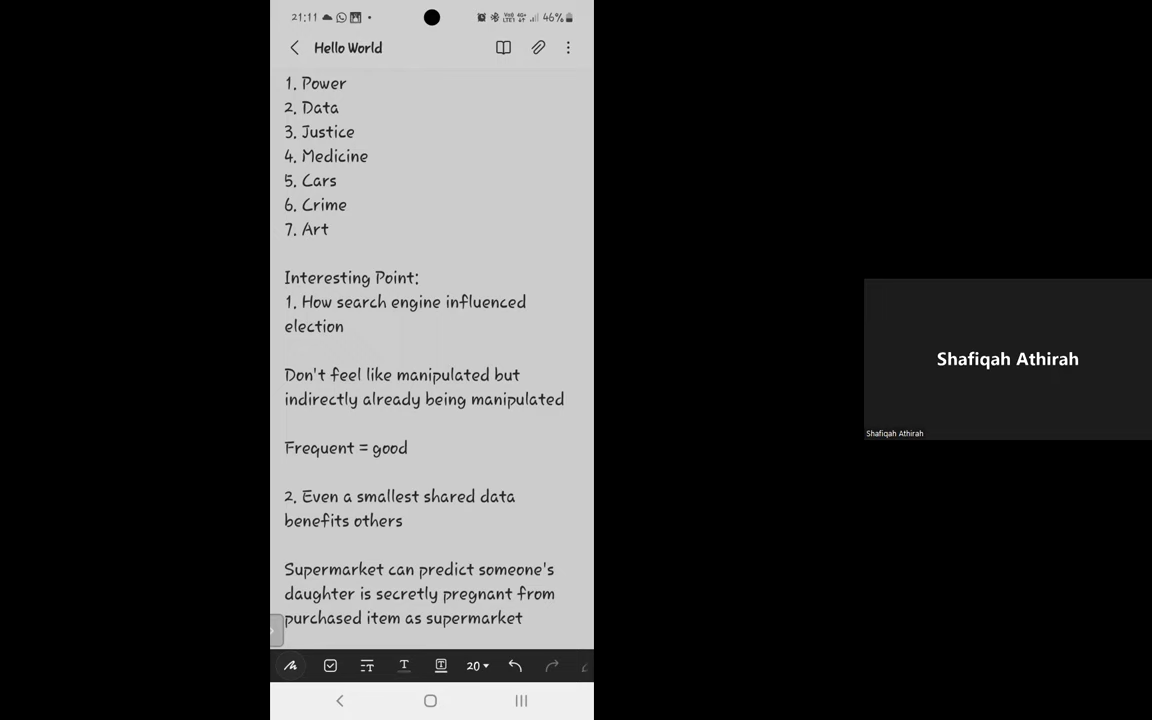 21:11 46%
Hello World
1. Power
2. Data
3. Justice
4. Medicine
5. Cars
6. Crime
7. Art
Interesting Point:
1. How search engine influenced
election
Don't feel like manipulated but
indirectly already being manipulated
Frequent = good
2. Even a smallest shared data
benefits others
Supermarket can predict someone's
daughter is secretly pregnant from
purchased item as supermarket
20
Shafiqah Athirah
Shafiqah Athirah